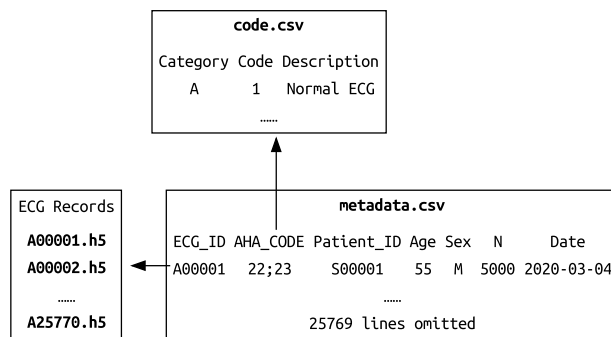 code.csv
Category Code Description
A 1 Normal ECG
……
ECG Records
A00001.h5
A00002.h5
……
A25770.h5
metadata.csv
ECG_ID AHA_CODE Patient_ID Age Sex N Date
A00001 22;23 S00001 55 M 5000 2020-03-04
……
25769 lines omitted